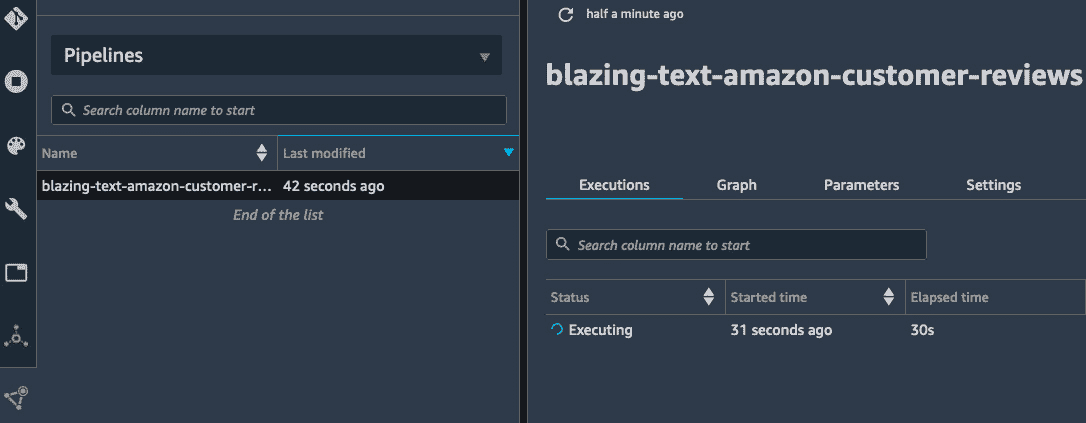 half a minute ago
Pipelines
blazing-text-amazon-customer-reviews
Search column name to start
Name Last modified
blazing-text-amazon-customer-r... 42 seconds ago
End of the list
Executions Graph Parameters Settings
Search column name to start
Status Started time Elapsed time
Executing 31 seconds ago 30s